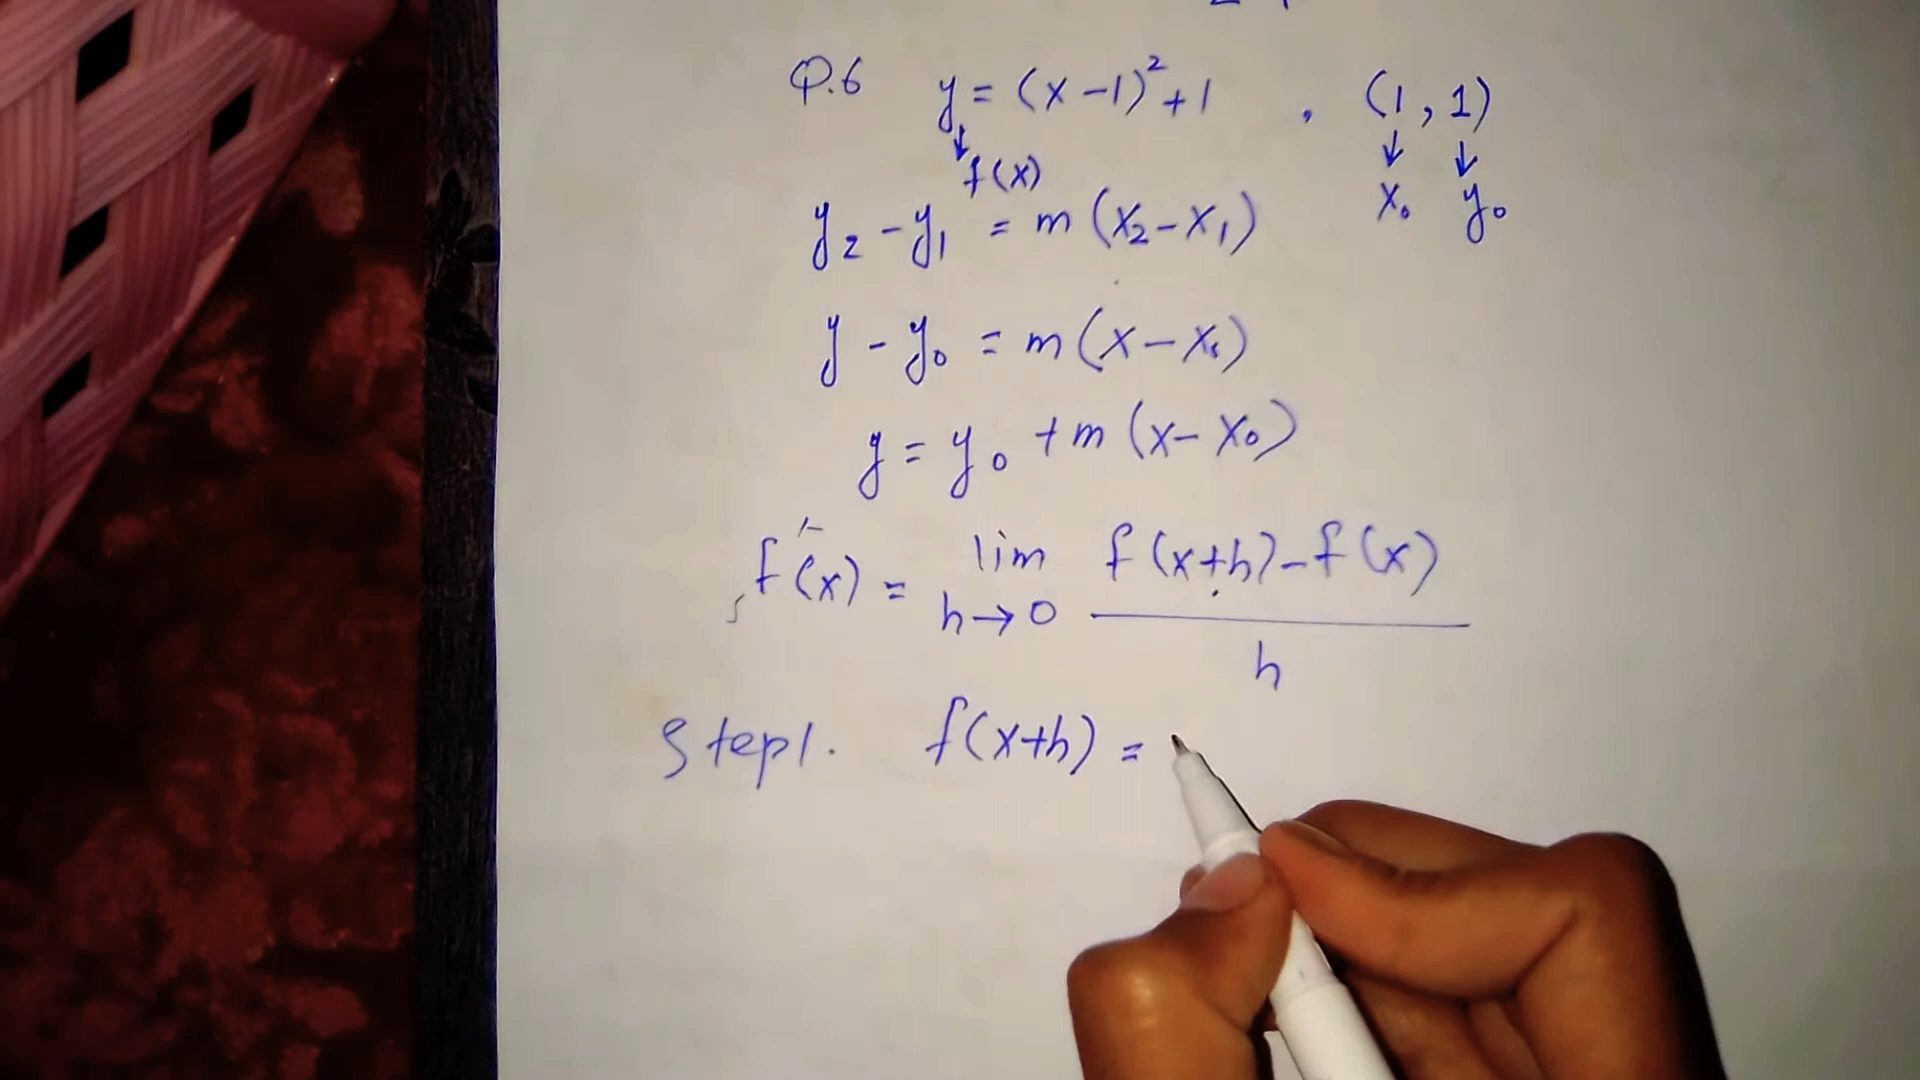 Q.6 y = (x-1)² + 1 , (1, 1)
↓ ↓ ↓
f(x) x₀ y₀
y₂ - y₁ = m (x₂ - x₁)
y - y₀ = m (x - x₀)
y = y₀ + m (x - x₀)
f'(x) = lim h→0 f(x+h) - f(x) / h
Step 1. f(x+h) =